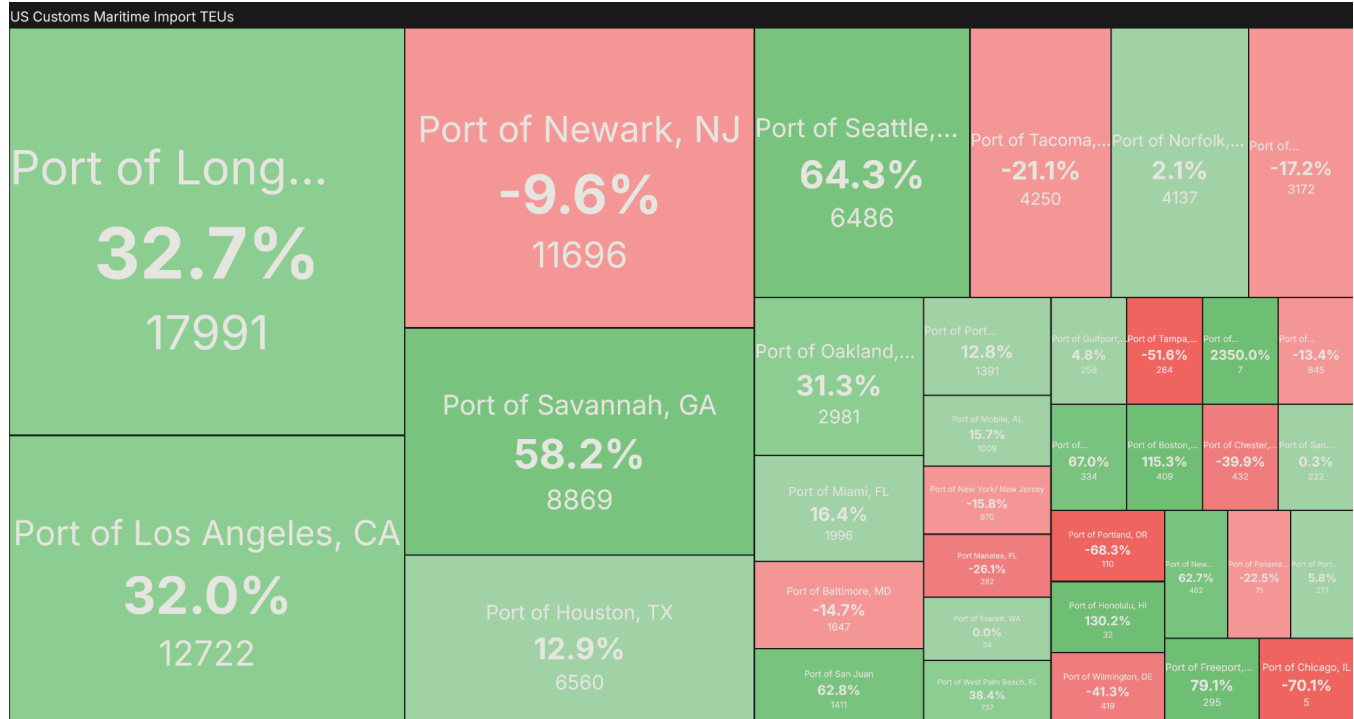 US Customs Maritime Import TEUs
Port of Long...
32.7%
17991
Port of Los Angeles, CA
32.0%
12722
Port of Newark, NJ
-9.6%
11696
Port of Savannah, GA
58.2%
8869
Port of Houston, TX
12.9%
6560
Port of Seattle,...
64.3%
6486
Port of Tacoma,...
-21.1%
4250
Port of Norfolk,...
2.1%
4137
Port of...
-17.2%
3172
Port of Oakland,...
31.3%
2981
Port of Miami, FL
16.4%
1996
Port of Baltimore, MD
-14.7%
1647
Port of San Juan
62.8%
1411
Port of Port...
12.8%
1391
Port of Mobile, AL
15.7%
1009
Port of New York/ New Jersey
-15.8%
970
Port Manatee, FL
-26.1%
282
Port of Everett, WA
0.0%
24
Port of West Palm Beach, FL
38.4%
737
Port of Gulfport,...
4.8%
256
Port of Tampa,...
-51.6%
264
Port of...
2350.0%
7
Port of...
-13.4%
845
Port of...
67.0%
334
Port of Boston,...
115.3%
409
Port of Chester,...
-39.9%
432
Port of San...
0.3%
222
Port of Portland, OR
-68.3%
110
Port of Honolulu, HI
130.2%
32
Port of Wilmington, DE
-41.3%
419
Port of New...
62.7%
462
Port of Panama...
-22.5%
71
Port of Port...
5.8%
277
Port of Freeport,...
79.1%
295
Port of Chicago, IL
-70.1%
5